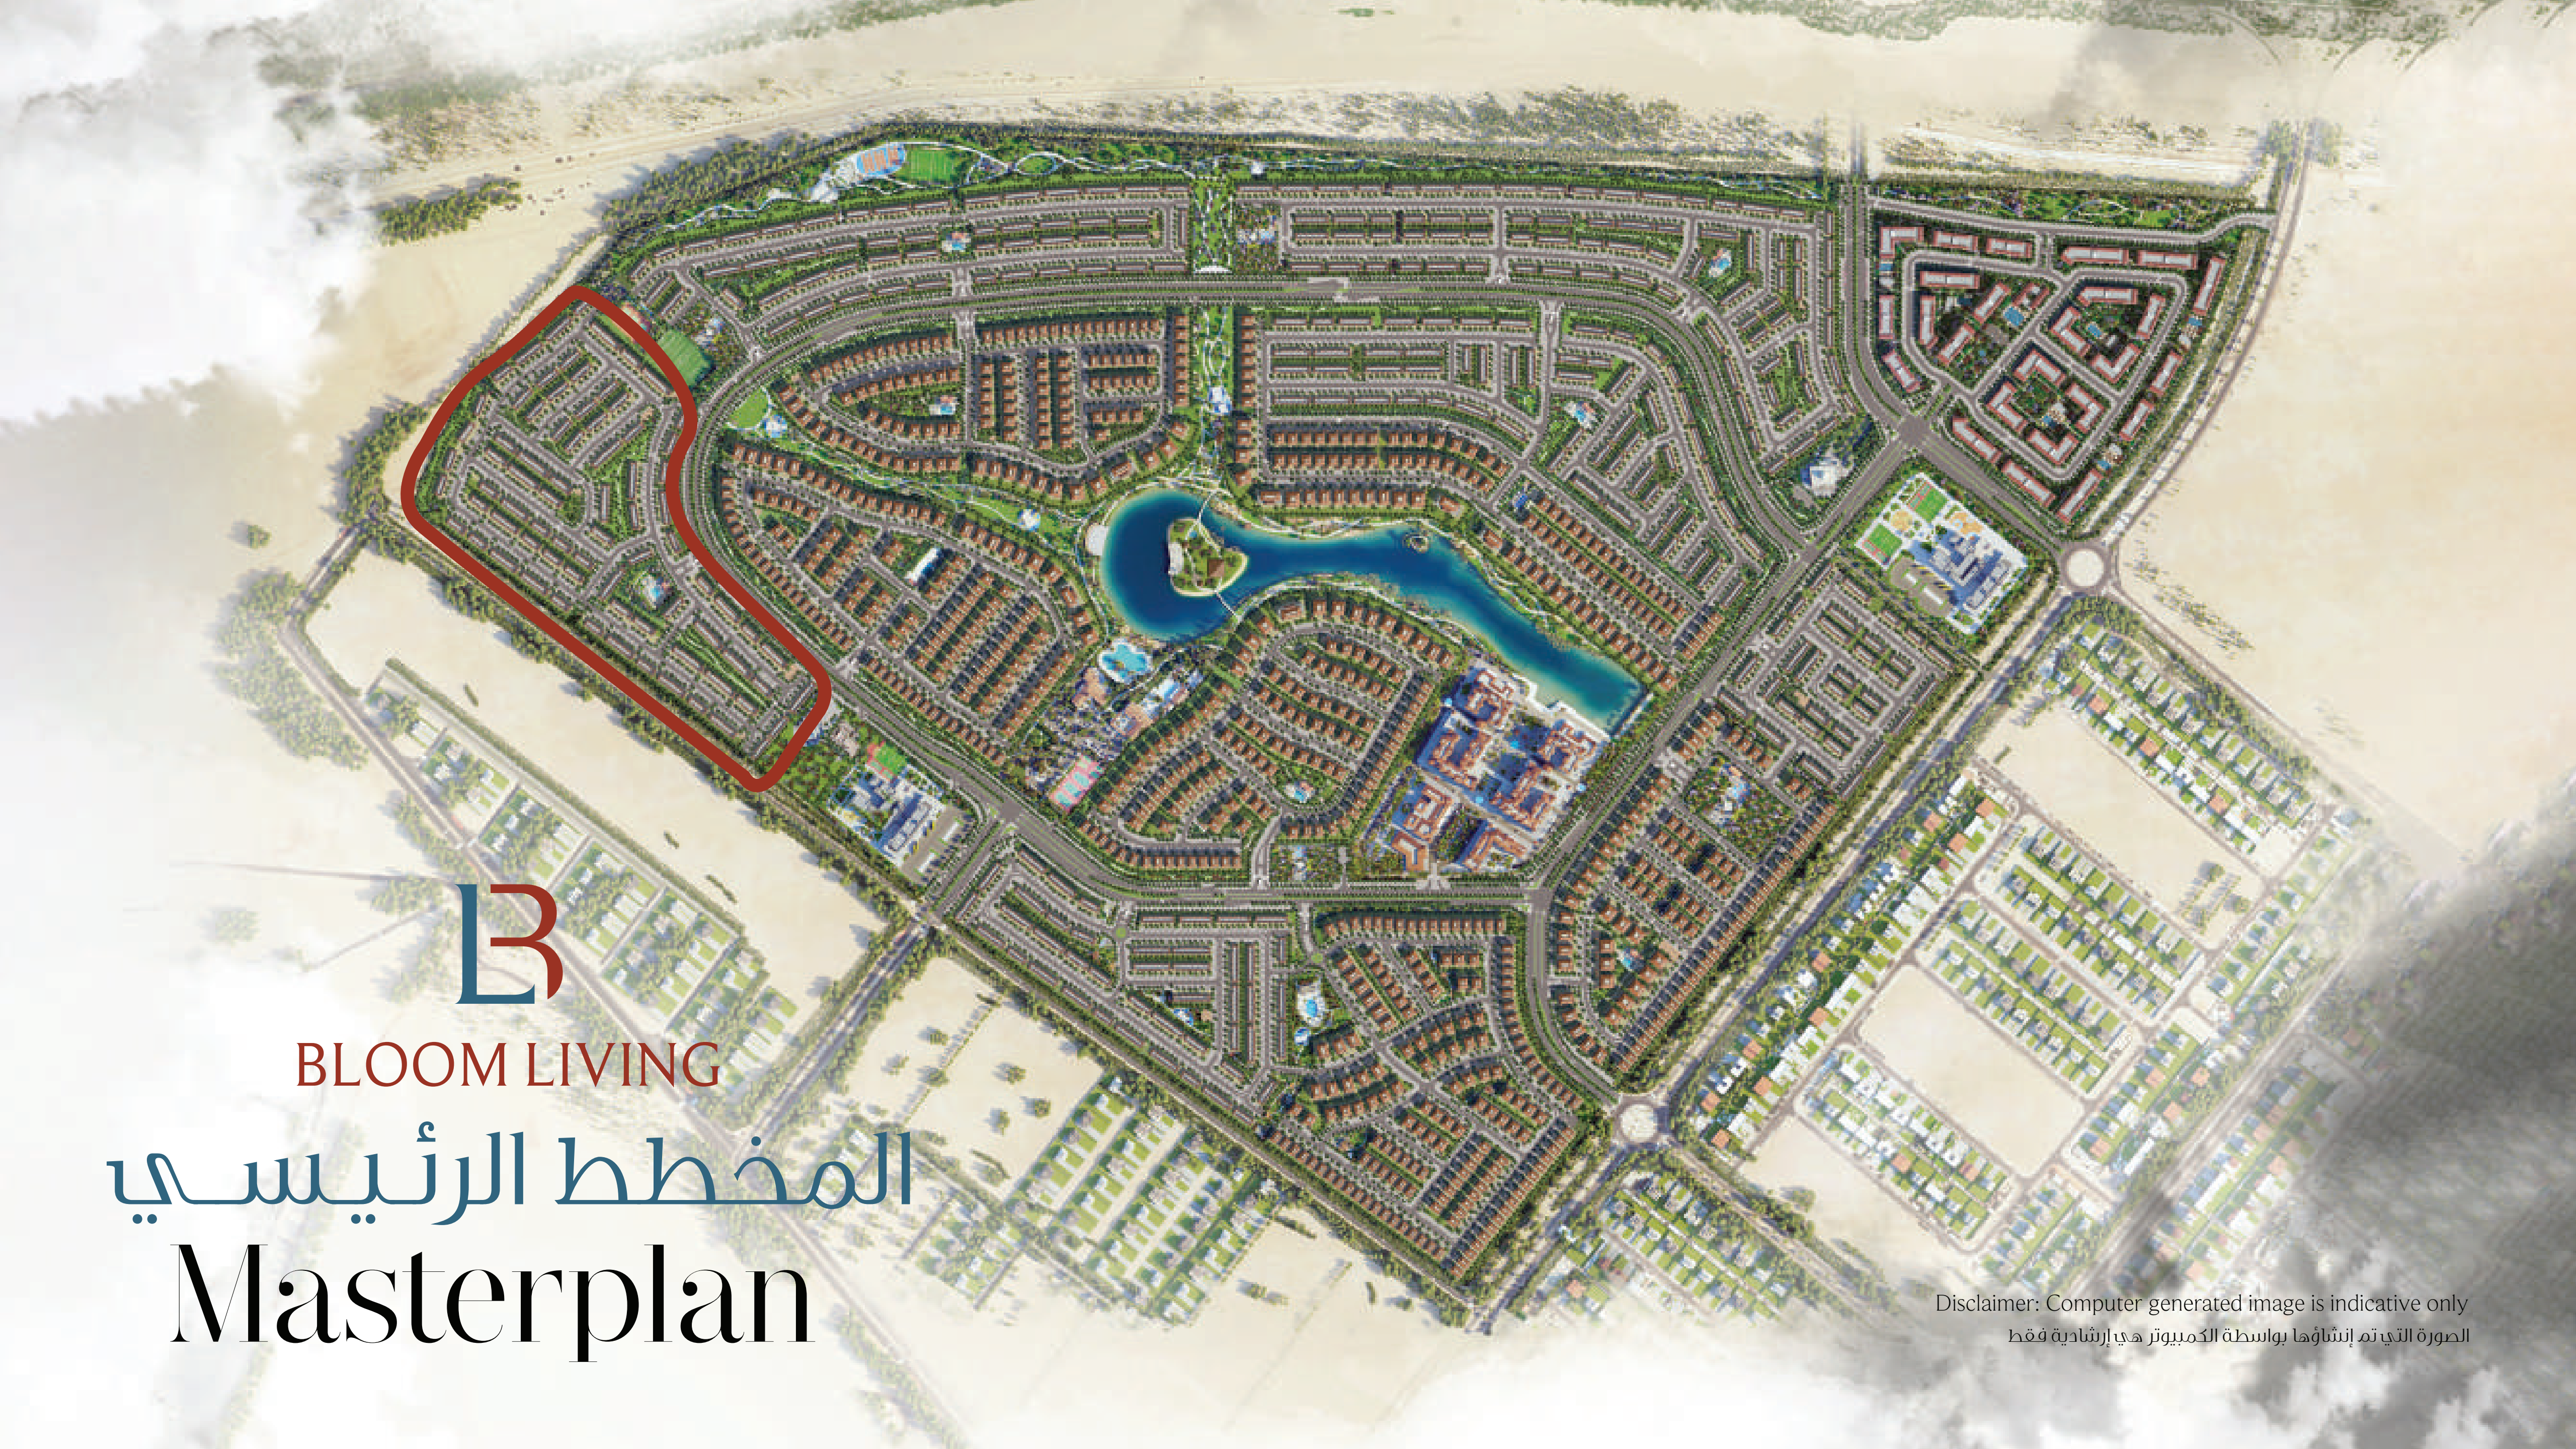 LB
BLOOM LIVING
المخطط الرئيسي
Masterplan
Disclaimer: Computer generated image is indicative only
الصورة التي تم إنشاؤها بواسطة الكمبيوتر هي إرشادية فقط